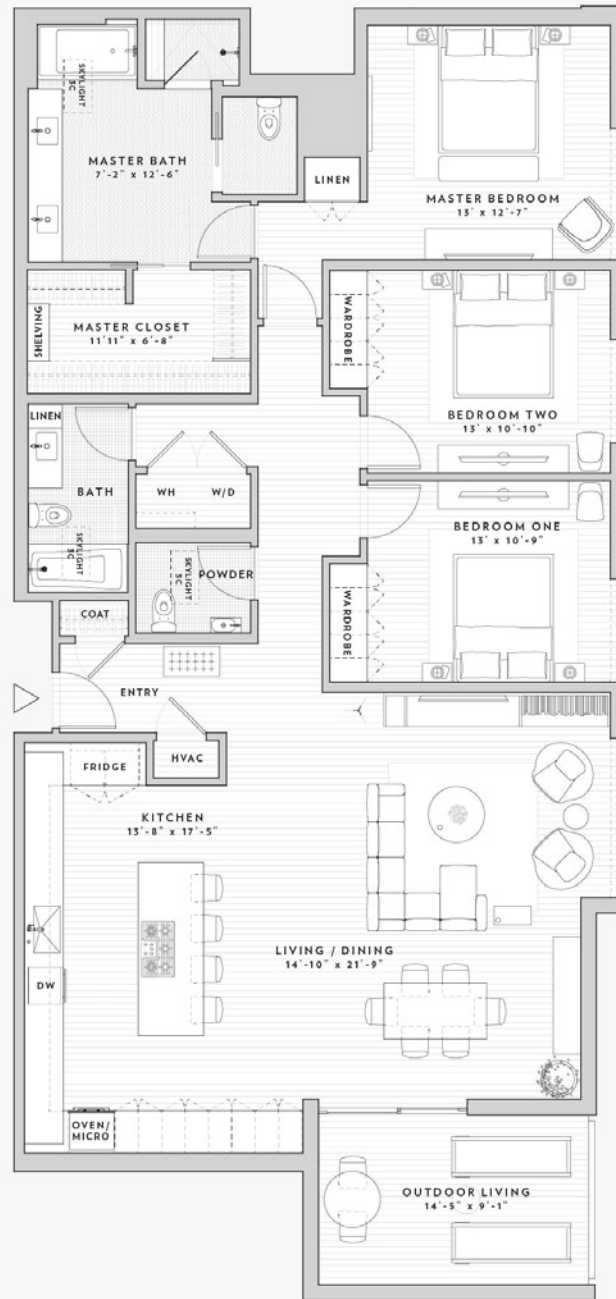 SKYLIGHT
SC
MASTER BATH
7'-2" x 12'-6"
LINEN
MASTER BEDROOM
13' x 12'-7"
SHELVING
MASTER CLOSET
11'11" x 6'-8"
WARDROBE
BEDROOM TWO
13' x 10'-10"
LINEN
BATH
WH
W/D
SKYLIGHT
SC
POWDER
SKYLIGHT
SC
BEDROOM ONE
13' x 10'-9"
WARDROBE
COAT
ENTRY
HVAC
FRIDGE
KITCHEN
13'-8" x 17'-5"
LIVING / DINING
14'-10" x 21'-9"
DW
OVEN/
MICRO
OUTDOOR LIVING
14'-5" x 9'-1"